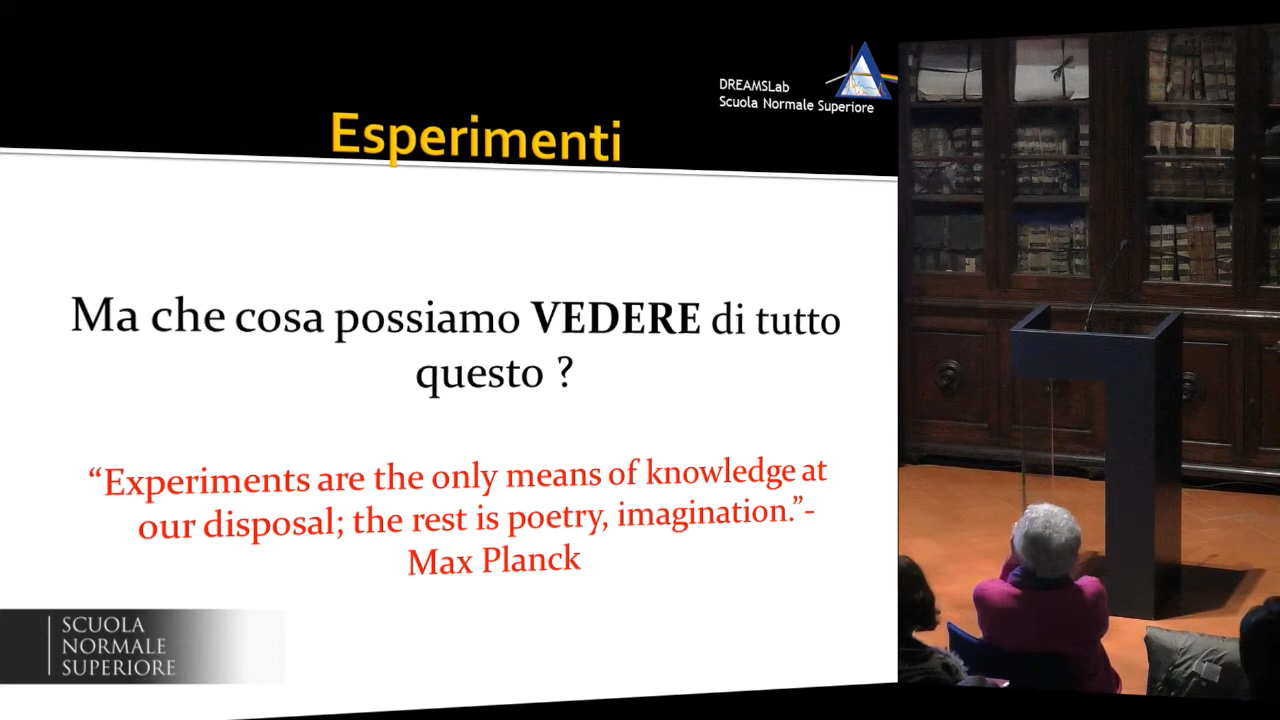 DREAMSLab
Scuola Normale Superiore
Esperimenti
Ma che cosa possiamo VEDERE di tutto
questo ?
“Experiments are the only means of knowledge at
our disposal; the rest is poetry, imagination.”-
Max Planck
SCUOLA
NORMALE
SUPERIORE